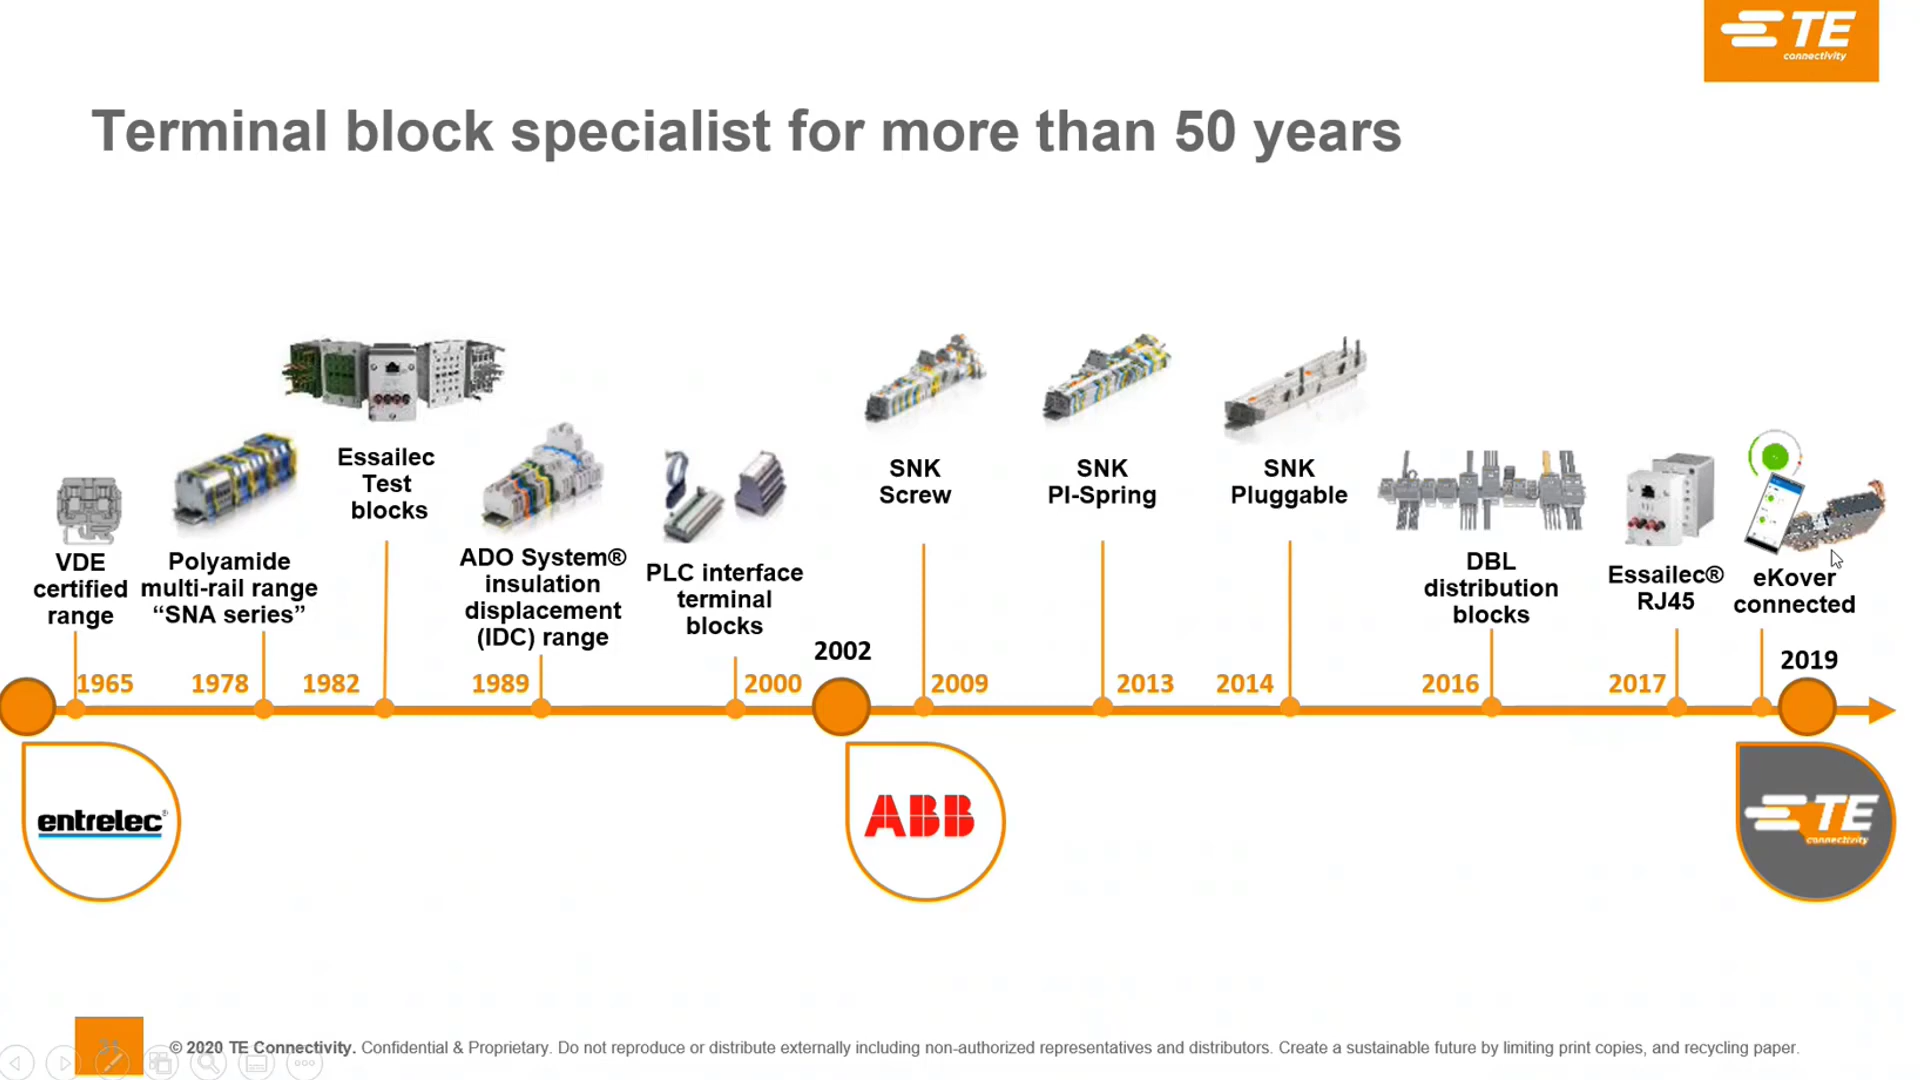 TE
connectivity
Terminal block specialist for more than 50 years
VDE
certified
range
Polyamide
multi-rail range
“SNA series”
Essailec
Test
blocks
ADO System®
insulation
displacement
(IDC) range
PLC interface
terminal
blocks
SNK
Screw
SNK
PI-Spring
SNK
Pluggable
DBL
distribution
blocks
Essailec®
RJ45
eKover
connected
1965
1978
1982
1989
2000
2002
2009
2013
2014
2016
2017
2019
entrelec®
ABB
TE
connectivity
© 2020 TE Connectivity. Confidential & Proprietary. Do not reproduce or distribute externally including non-authorized representatives and distributors. Create a sustainable future by limiting print copies, and recycling paper.